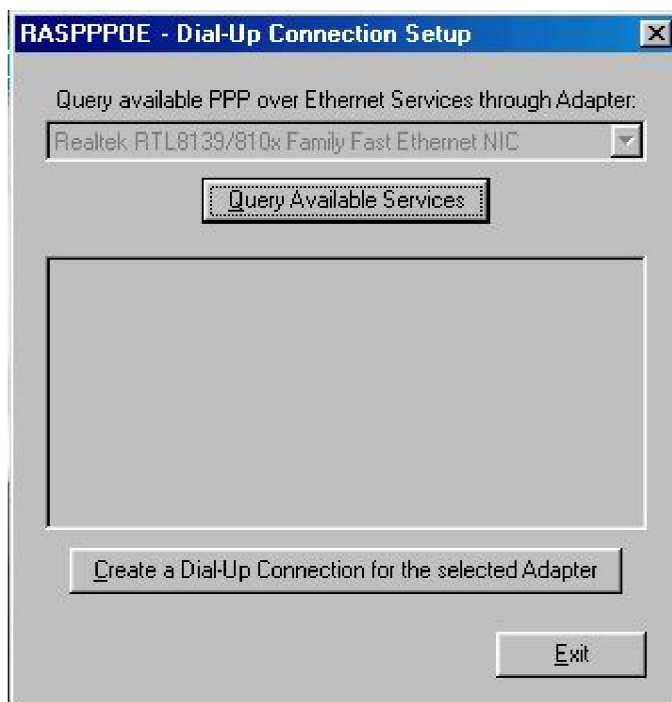 RASPPPOE - Dial-Up Connection Setup
Query available PPP over Ethernet Services through Adapter:
Realtek RTL8139/810x Family Fast Ethernet NIC
Query Available Services
Create a Dial-Up Connection for the selected Adapter
Exit